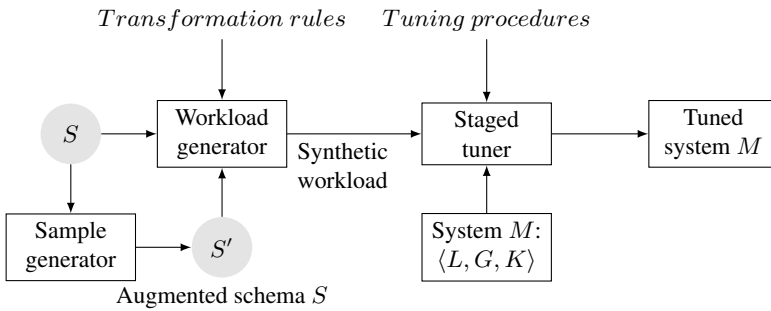 Transformation rules
Tuning procedures
S
Workload
generator
Synthetic
workload
Staged
tuner
Tuned
system M
Sample
generator
S′
Augmented schema S
System M:
⟨L, G, K⟩